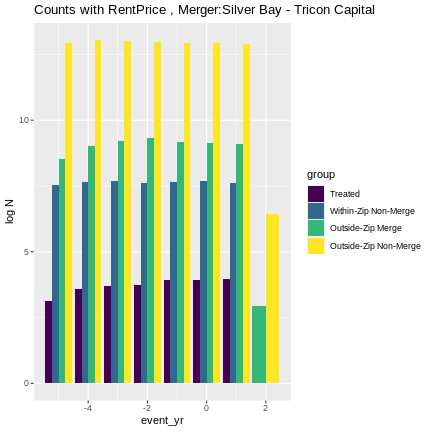 Counts with RentPrice , Merger:Silver Bay - Tricon Capital
log N
10
5
0
-4
-2
0
2
event_yr
group
Treated
Within-Zip Non-Merge
Outside-Zip Merge
Outside-Zip Non-Merge